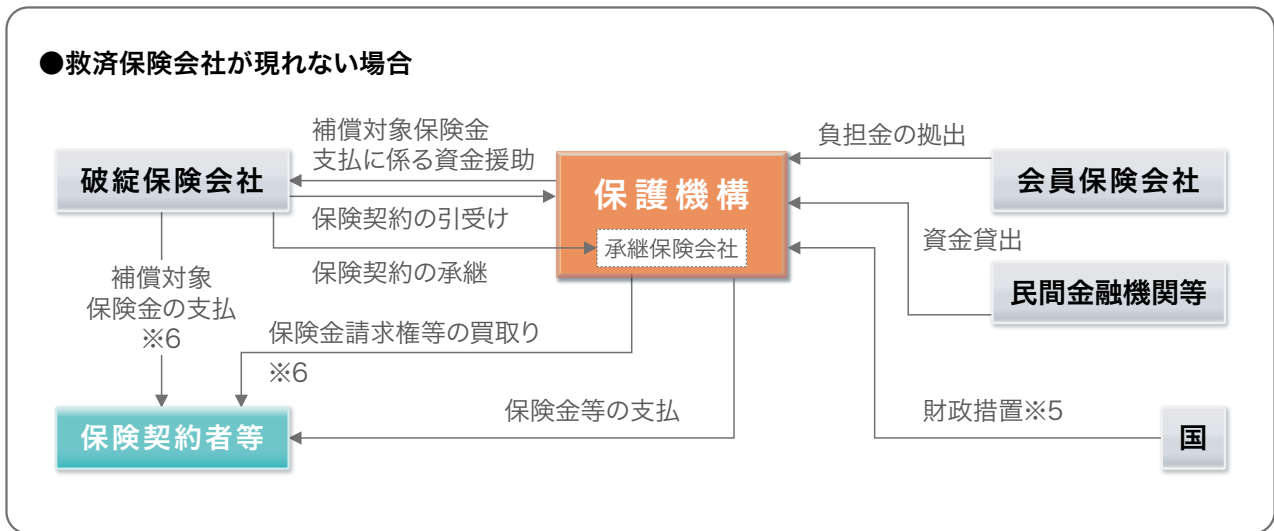 ●救済保険会社が現れない場合
補償対象保険金
支払に係る資金援助
負担金の拠出
破綻保険会社
保護機構
会員保険会社
保険契約の引受け
承継保険会社
資金貸出
保険契約の承継
補償対象
保険金の支払
※6
民間金融機関等
保険金請求権等の買取り
※6
保険金等の支払
財政措置※5
保険契約者等
国